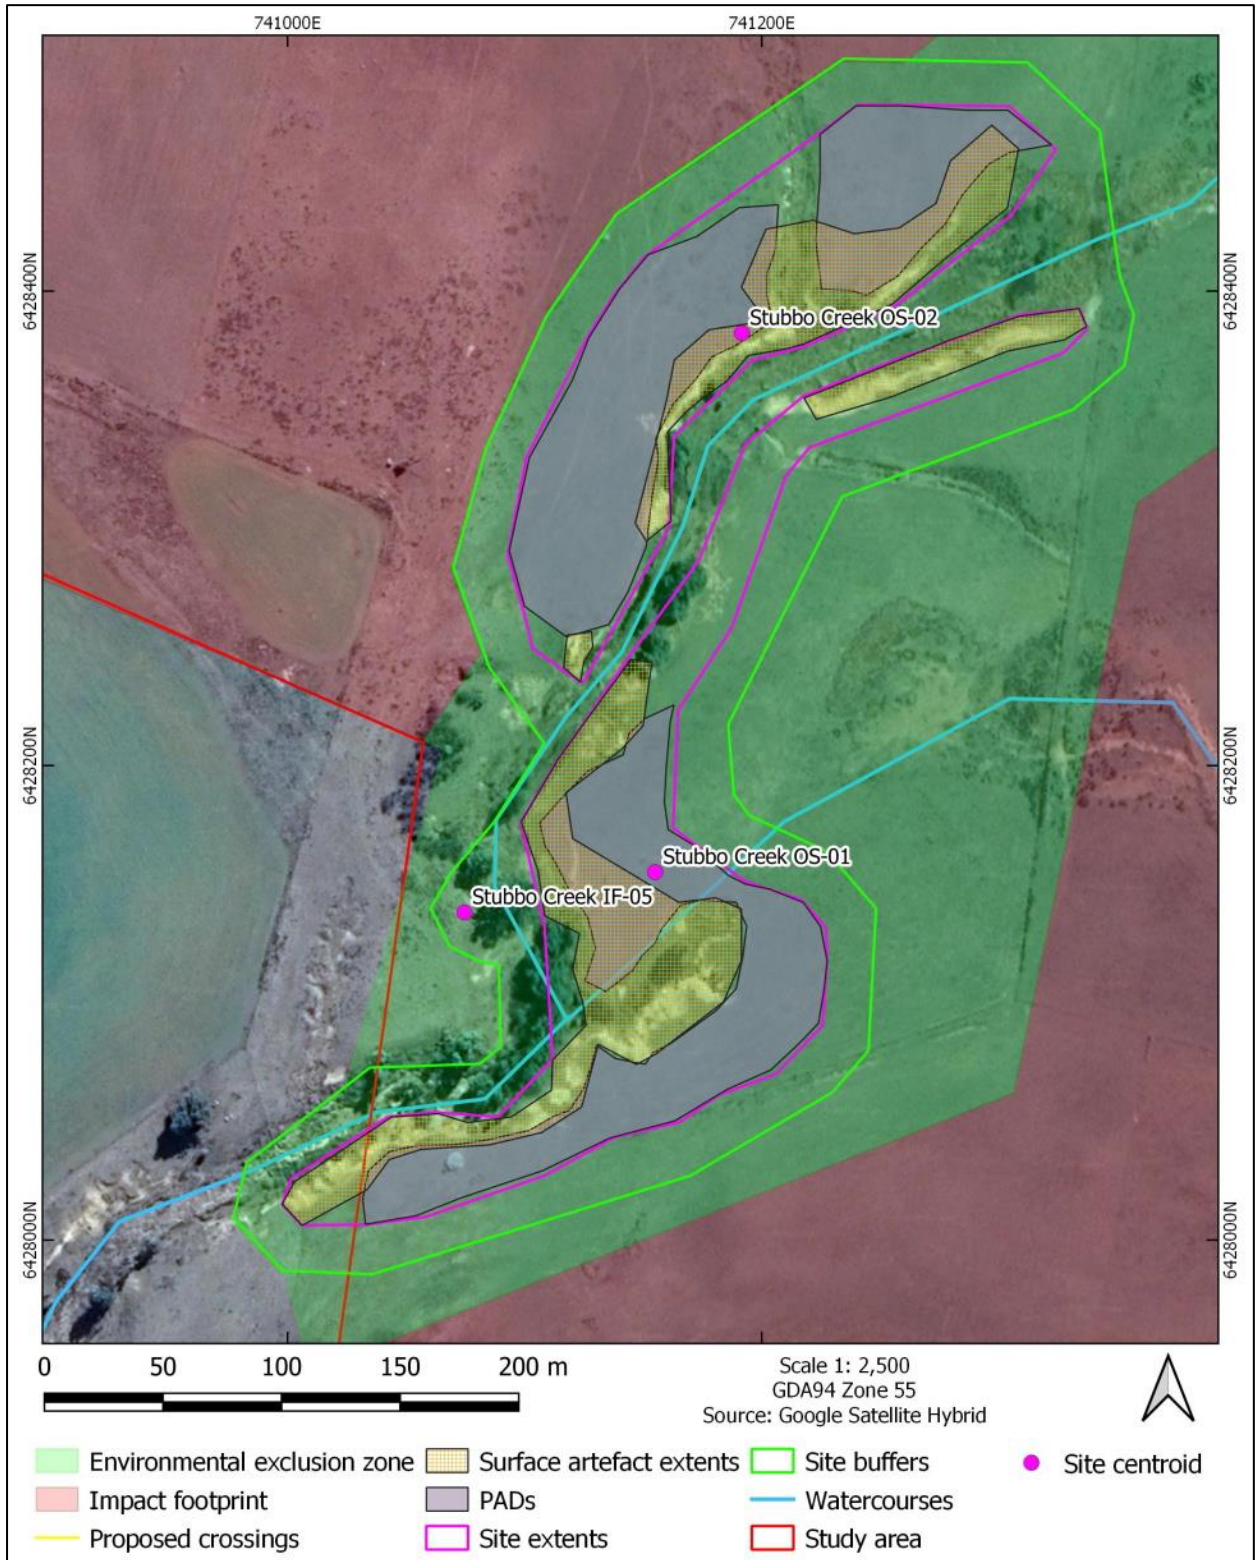 741000E
741200E
6428400N
6428400N
Stubbo Creek OS-02
6428200N
6428200N
Stubbo Creek OS-01
Stubbo Creek IF-05
6428000N
6428000N
0 50 100 150 200 m
Scale 1: 2,500
GDA94 Zone 55
Source: Google Satellite Hybrid
Environmental exclusion zone
Surface artefact extents
Site buffers
Site centroid
Impact footprint
PADs
Watercourses
Proposed crossings
Site extents
Study area